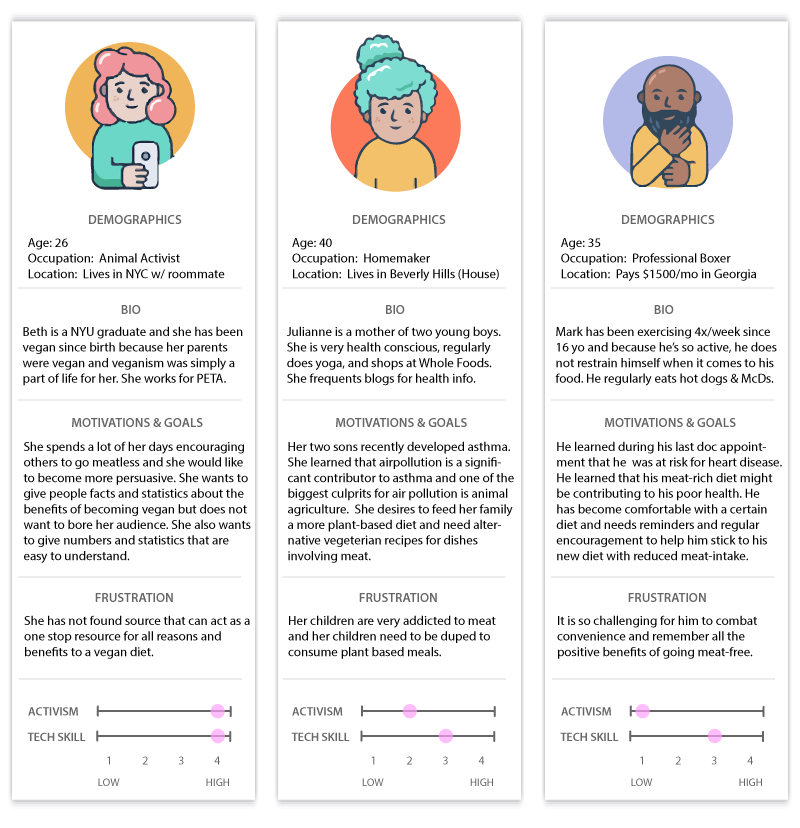 DEMOGRAPHICS
Age: 26
Occupation:  Animal Activist
Location:  Lives in NYC w/ roommate
BIO
Beth is a NYU graduate and she has been
vegan since birth because her parents
were vegan and veganism was simply a
part of life for her. She works for PETA.
MOTIVATIONS & GOALS
She spends a lot of her days encouraging
others to go meatless and she would like
to become more persuasive. She wants to
give people facts and statistics about the
benefits of becoming vegan but does not
want to bore her audience. She also wants
to give numbers and statistics that are
easy to understand.
FRUSTRATION
She has not found source that can act as a
one stop resource for all reasons and
benefits to a vegan diet.
ACTIVISM
TECH SKILL
1 2 3 4
LOW HIGH
DEMOGRAPHICS
Age: 40
Occupation:  Homemaker
Location:  Lives in Beverly Hills (House)
BIO
Julianne is a mother of two young boys.
She is very health conscious, regularly
does yoga, and shops at Whole Foods.
She frequents blogs for health info.
MOTIVATIONS & GOALS
Her two sons recently developed asthma.
She learned that airpollution is a signifi-
cant contributor to asthma and one of the
biggest culprits for air pollution is animal
agriculture.  She desires to feed her family
a more plant-based diet and need alter-
native vegeterian recipes for dishes
involving meat.
FRUSTRATION
Her children are very addicted to meat
and her children need to be duped to
consume plant based meals.
ACTIVISM
TECH SKILL
1 2 3 4
LOW HIGH
DEMOGRAPHICS
Age: 35
Occupation:  Professional Boxer
Location:  Pays $1500/mo in Georgia
BIO
Mark has been exercising 4x/week since
16 yo and because he's so active, he does
not restrain himself when it comes to his
food. He regularly eats hot dogs & McDs.
MOTIVATIONS & GOALS
He learned during his last doc appoint-
ment that he  was at risk for heart disease.
He learned that his meat-rich diet might
be contributing to his poor health. He
has become comfortable with a certain
diet and needs reminders and regular
encouragement to help him stick to his
new diet with reduced meat-intake.
FRUSTRATION
It is so challenging for him to combat
convenience and remember all the
positive benefits of going meat-free.
ACTIVISM
TECH SKILL
1 2 3 4
LOW HIGH